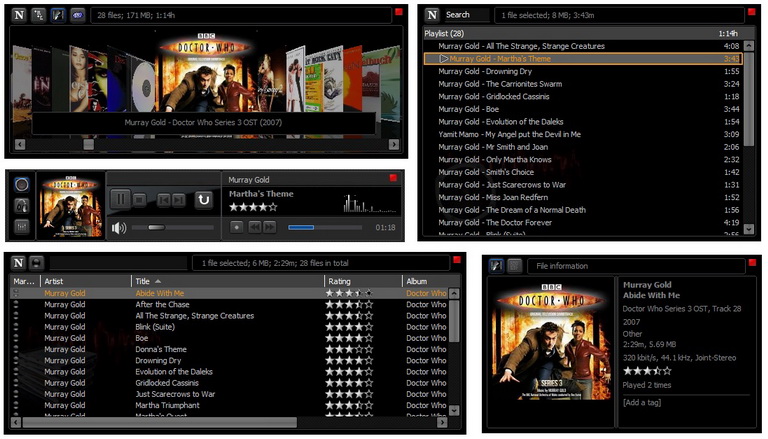 N 28 files; 171 MB; 1:14h
BBC
DOCTOR·WHO
Murray Gold - Doctor Who Series 3 OST (2007)
N Search 1 file selected; 8 MB; 3:43m
Playlist (28) 1:14h
Murray Gold - All The Strange, Strange Creatures 4:08
Murray Gold - Martha's Theme 3:43
Murray Gold - Drowning Dry 1:55
Murray Gold - The Carrionites Swarm 3:24
Murray Gold - Gridlocked Cassinis 1:18
Murray Gold - Boe 3:44
Murray Gold - Evolution of the Daleks 1:54
Yamit Mamo - My Angel put the Devil in Me 3:09
Murray Gold - Mr Smith and Joan 2:06
Murray Gold - Only Martha Knows 2:32
Murray Gold - Smith's Choice 1:42
Murray Gold - Just Scarecrows to War 1:31
Murray Gold - Miss Joan Redfern 1:52
Murray Gold - The Dream of a Normal Death 1:56
Murray Gold - The Doctor Forever 4:19
Murray Gold - Blink (Suite) 2:55
Murray Gold
Martha's Theme
01:18
DOCTOR·WHO
N 1 file selected; 6 MB; 2:29m; 28 files in total
Mar... Artist Title Rating Album
Murray Gold Abide With Me Doctor Who
Murray Gold After the Chase Doctor Who
Murray Gold All The Strange, Strange Creatures Doctor Who
Murray Gold Blink (Suite) Doctor Who
Murray Gold Boe Doctor Who
Murray Gold Donna's Theme Doctor Who
Murray Gold Drowning Dry Doctor Who
Murray Gold Evolution of the Daleks Doctor Who
Murray Gold Gridlocked Cassinis Doctor Who
Murray Gold Just Scarecrows to War Doctor Who
Murray Gold Martha Triumphant Doctor Who
Murray Gold Martha's Quest Doctor Who
File information
BBC
DOCTOR·WHO
ORIGINAL TELEVISION SOUNDTRACK
SERIES 3
Music by MURRAY GOLD
Murray Gold
Abide With Me
Doctor Who Series 3 OST, Track 28
2007
Other
2:29m, 5.69 MB
320 kbit/s, 44.1 kHz, Joint-Stereo
Played 2 times
[Add a tag]